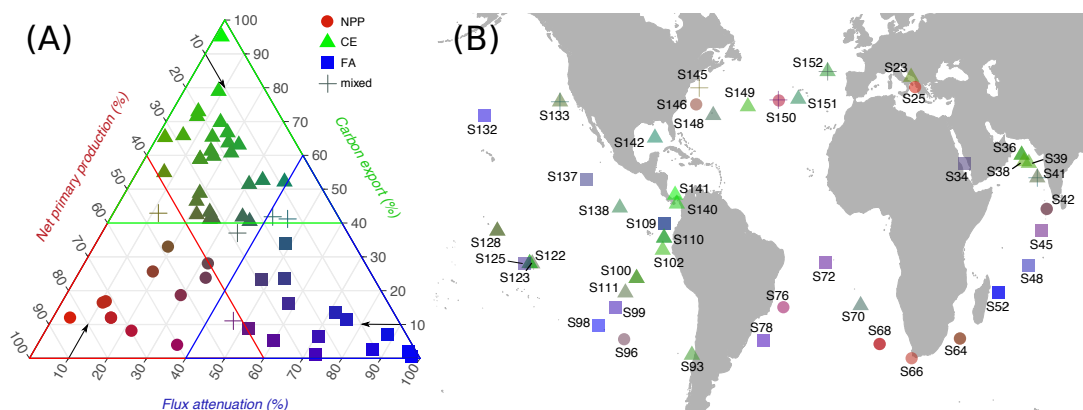 (A)
NPP
CE
FA
mixed
Net primary production (%)
Carbon export (%)
Flux attenuation (%)
10
20
30
40
50
60
70
80
90
100
100
90
80
70
60
50
40
30
20
10
10
20
30
40
50
60
70
80
90
100
(B)
S152
S23
S145
S149
S25
S133
S146
S151
S150
S132
S148
S36
S142
S39
S38
S137
S34
S41
S141
S42
S138
S140
S109
S128
S110
S45
S125
S122
S102
S123
S100
S72
S48
S111
S99
S76
S52
S98
S70
S78
S68
S64
S96
S93
S66